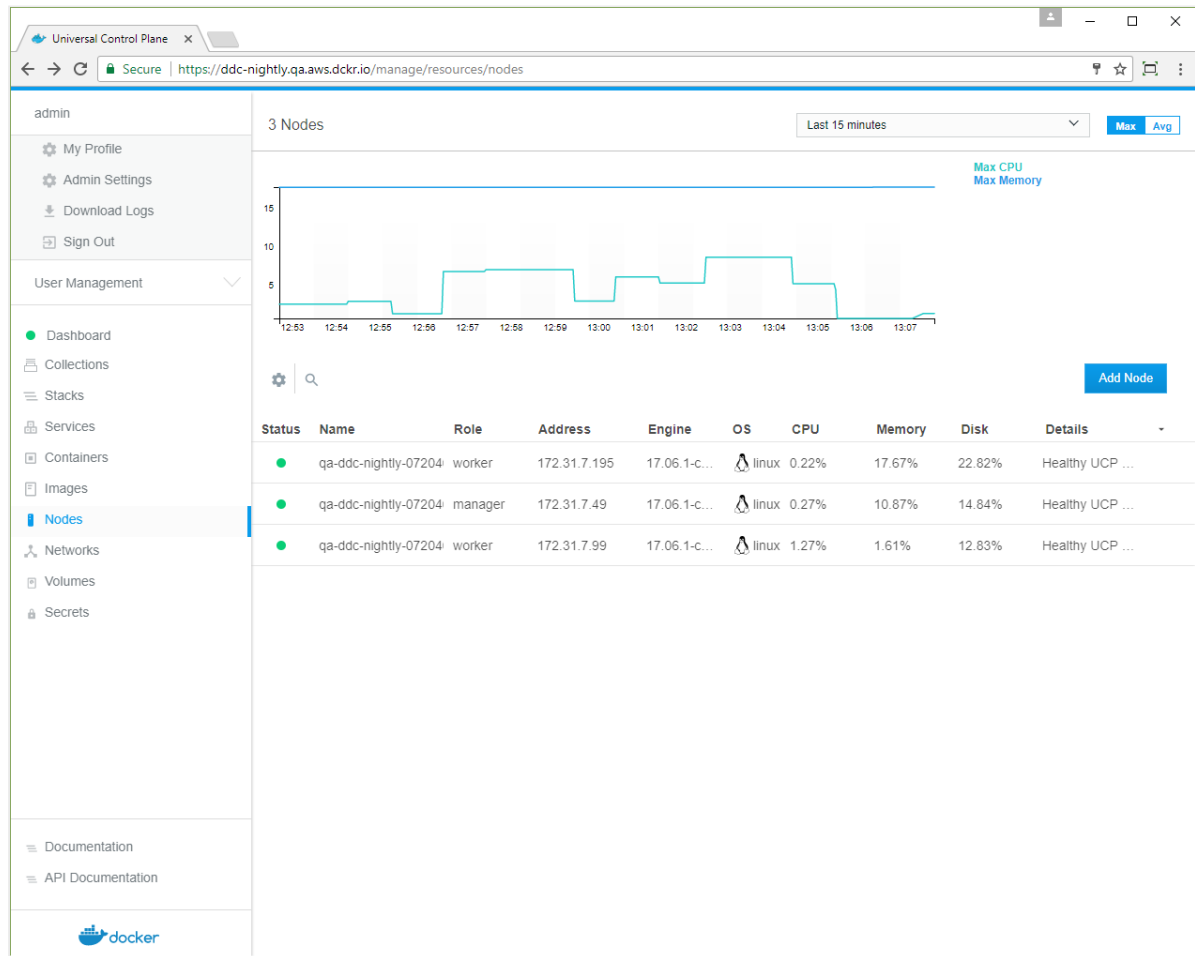 Universal Control Plane
Secure | https://ddc-nightly.qa.aws.dckr.io/manage/resources/nodes
admin
My Profile
Admin Settings
Download Logs
Sign Out
User Management
Dashboard
Collections
Stacks
Services
Containers
Images
Nodes
Networks
Volumes
Secrets
Documentation
API Documentation
docker
3 Nodes
Last 15 minutes
Max Avg
Max CPU
Max Memory
15
10
5
12:53 12:54 12:55 12:56 12:57 12:58 12:59 13:00 13:01 13:02 13:03 13:04 13:05 13:06 13:07
Add Node
Status Name Role Address Engine OS CPU Memory Disk Details
qa-ddc-nightly-07204 worker 172.31.7.195 17.06.1-c... linux 0.22% 17.67% 22.82% Healthy UCP ...
qa-ddc-nightly-07204 manager 172.31.7.49 17.06.1-c... linux 0.27% 10.87% 14.84% Healthy UCP ...
qa-ddc-nightly-07204 worker 172.31.7.99 17.06.1-c... linux 1.27% 1.61% 12.83% Healthy UCP ...